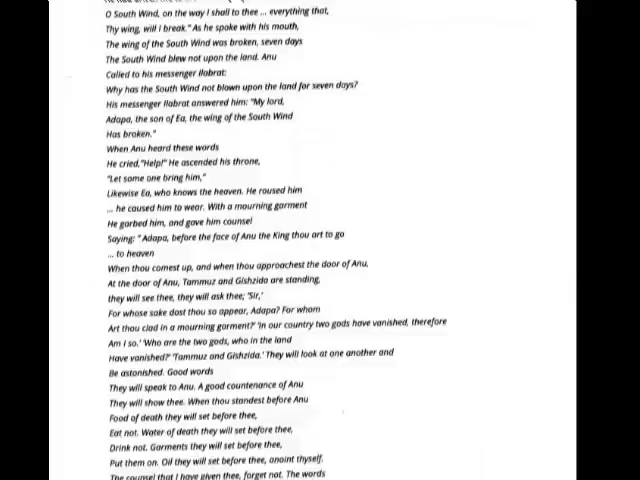 O South Wind, on the way I shall to thee ... everything that,
Thy wing, will I break." As he spoke with his mouth,
The wing of the South Wind was broken, seven days
The South Wind blew not upon the land. Anu
Called to his messenger Ilabrat:
Why has the South Wind not blown upon the land for seven days?
His messenger Ilabrat answered him: "My lord,
Adapa, the son of Ea, the wing of the South Wind
Has broken."
When Anu heard these words
He cried,"Help!" He ascended his throne,
"Let some one bring him,"
Likewise Ea, who knows the heaven. He roused him
... he caused him to wear. With a mourning garment
He garbed him, and gave him counsel
Saying: " Adapa, before the face of Anu the King thou art to go
... to heaven
When thou comest up, and when thou approachest the door of Anu,
At the door of Anu, Tammuz and Gishzida are standing,
they will see thee, they will ask thee; 'Sir,'
For whose sake dost thou so appear, Adapa? For whom
Art thou clad in a mourning garment?' 'In our country two gods have vanished, therefore
Am I so.' 'Who are the two gods, who in the land
Have vanished?' 'Tammuz and Gishzida.' They will look at one another and
Be astonished. Good words
They will speak to Anu. A good countenance of Anu
They will show thee. When thou standest before Anu
Food of death they will set before thee,
Eat not. Water of death they will set before thee,
Drink not. Garments they will set before thee,
Put them on. Oil they will set before thee, anoint thyself.
The counsel that I have given thee, forget not. The words